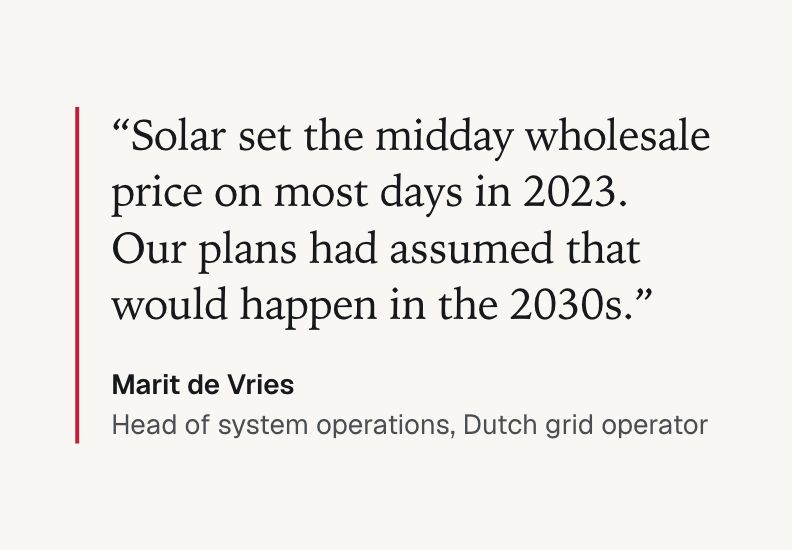 “Solar set the midday wholesale
price on most days in 2023.
Our plans had assumed that
would happen in the 2030s.”
Marit de Vries
Head of system operations, Dutch grid operator